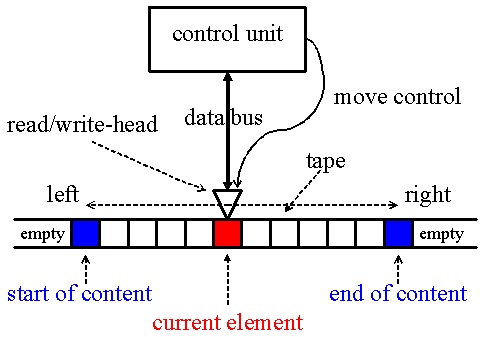 control unit
move control
read/write-head
data bus
tape
left
right
empty
empty
start of content
end of content
current element